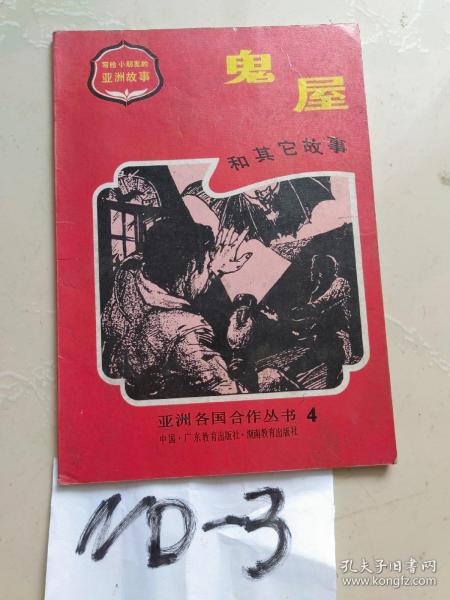 写给小朋友的
亚洲故事
鬼
屋
和其它故事
亚洲各国合作丛书 4
中国·广东教育出版社·湖南教育出版社
ND-3
孔夫子旧书网
www.kongfz.com